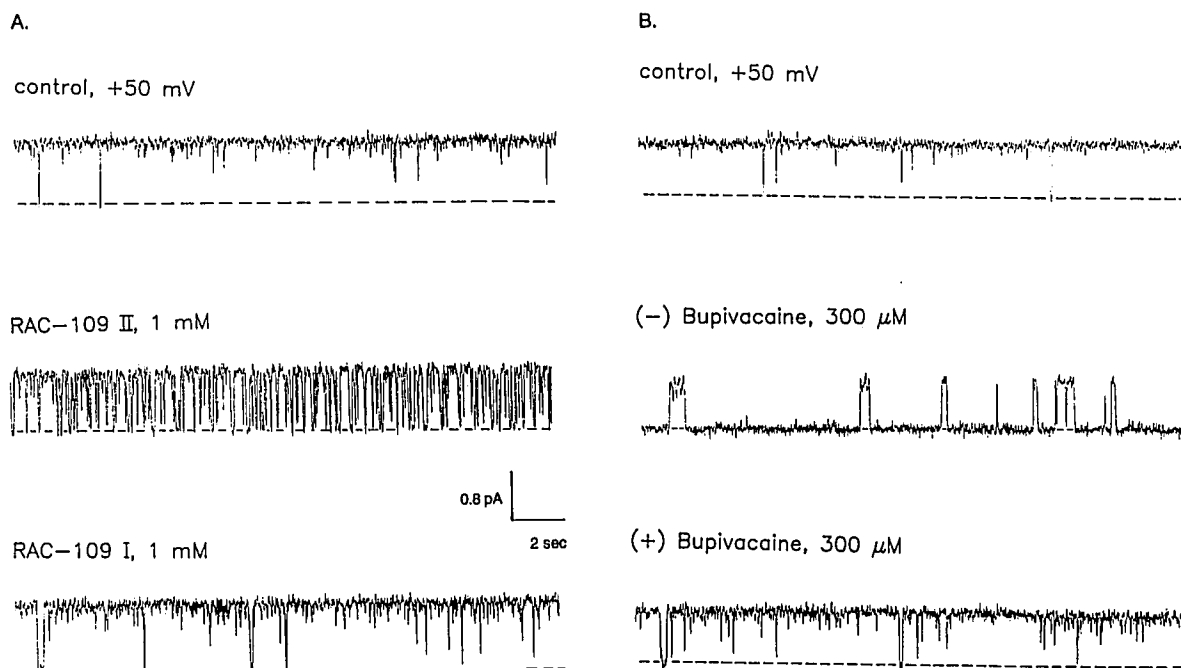 A.
control, +50 mV
RAC-109 II, 1 mM
0.8 pA
2 sec
RAC-109 I, 1 mM
B.
control, +50 mV
(-) Bupivacaine, 300 μM
(+) Bupivacaine, 300 μM